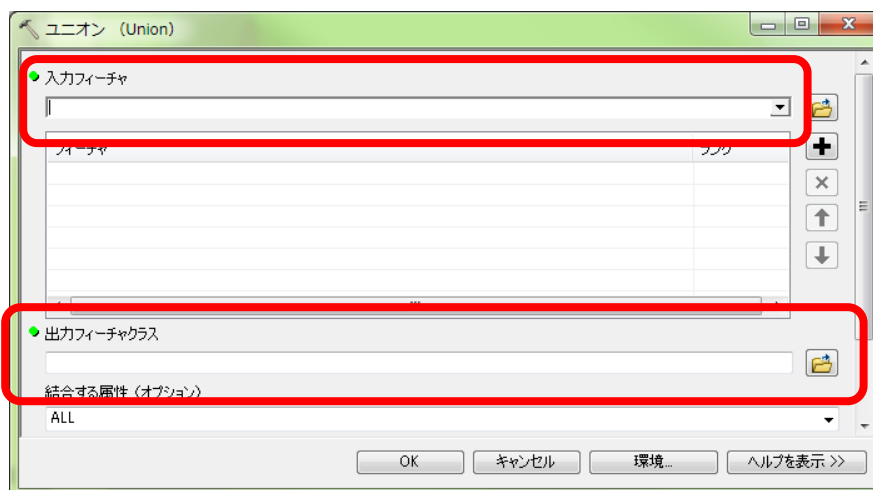 ユニオン (Union)
入力フィーチャ
フィーチャ ランク
出力フィーチャクラス
結合する属性 (オプション)
ALL
OK キャンセル 環境... ヘルプを表示 >>